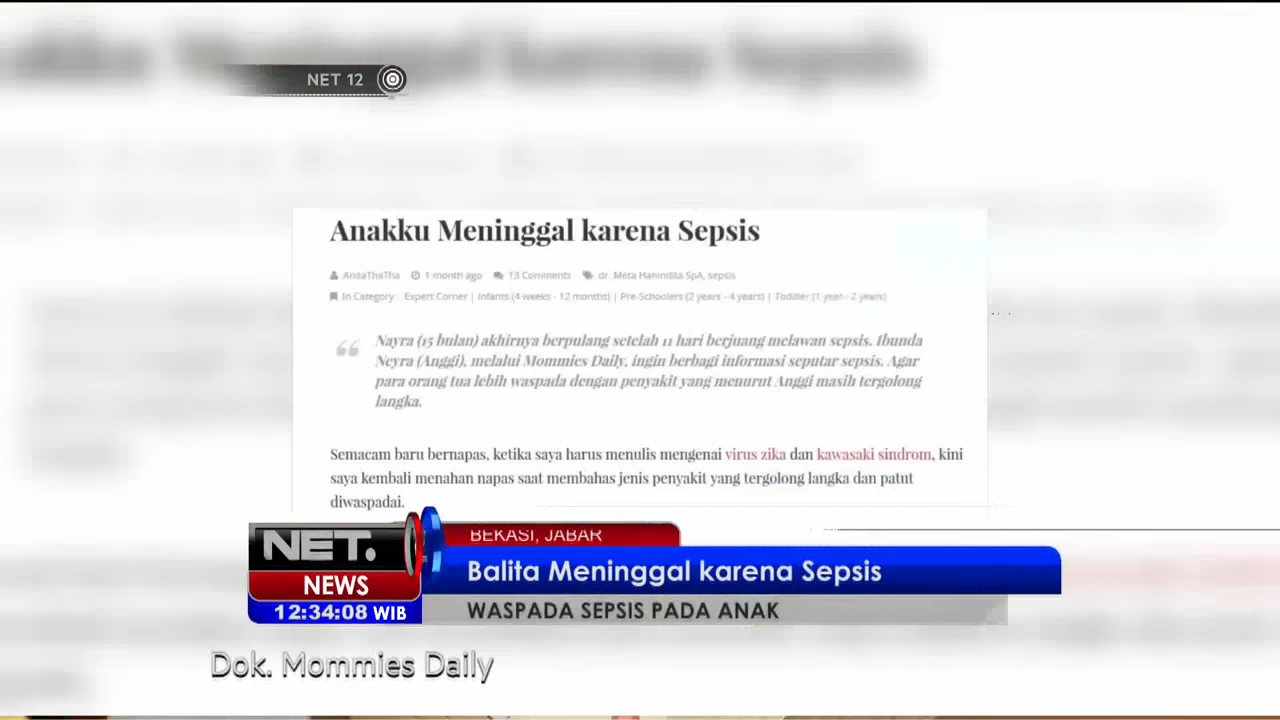 NET 12
Anakku Meninggal karena Sepsis
AnitaThaTha 1 month ago 13 Comments dr. Meta Hanindita SpA, sepsis
In Category: Expert Corner | Infants (4 weeks - 12 months) | Pre-Schoolers (2 years - 4 years) | Toddler (1 year - 2 years)
Nayra (15 bulan) akhirnya berpulang setelah 11 hari berjuang melawan sepsis. Ibunda
Neyra (Anggi), melalui Mommies Daily, ingin berbagi informasi seputar sepsis. Agar
para orang tua lebih waspada dengan penyakit yang menurut Anggi masih tergolong
langka.
Semacam baru bernapas, ketika saya harus menulis mengenai virus zika dan kawasaki sindrom, kini
saya kembali menahan napas saat membahas jenis penyakit yang tergolong langka dan patut
diwaspadai.
NET.
NEWS
12:34:08 WIB
BEKASI, JABAR
Balita Meninggal karena Sepsis
WASPADA SEPSIS PADA ANAK
Dok. Mommies Daily